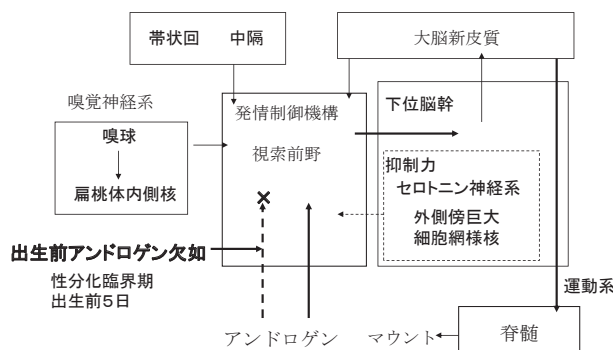 帯状回　中隔
大脳新皮質
嗅覚神経系
嗅球
扁桃体内側核
発情制御機構
視索前野
下位脳幹
抑制力
セロトニン神経系
外側傍巨大
細胞網様核
×
出生前アンドロゲン欠如
性分化臨界期
出生前5日
運動系
アンドロゲン
マウント
脊髄